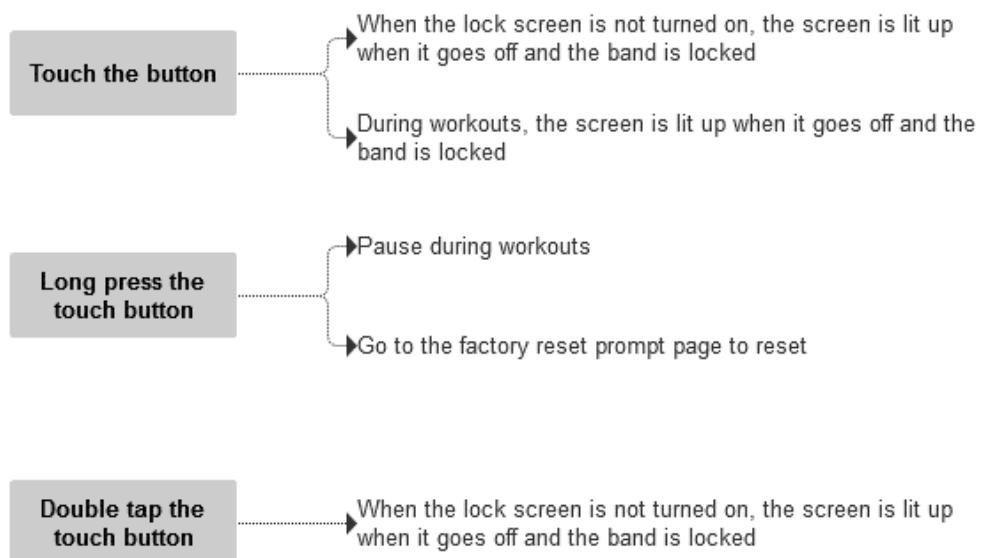 Touch the button
When the lock screen is not turned on, the screen is lit up
when it goes off and the band is locked
During workouts, the screen is lit up when it goes off and the
band is locked
Long press the
touch button
Pause during workouts
Go to the factory reset prompt page to reset
Double tap the
touch button
When the lock screen is not turned on, the screen is lit up
when it goes off and the band is locked